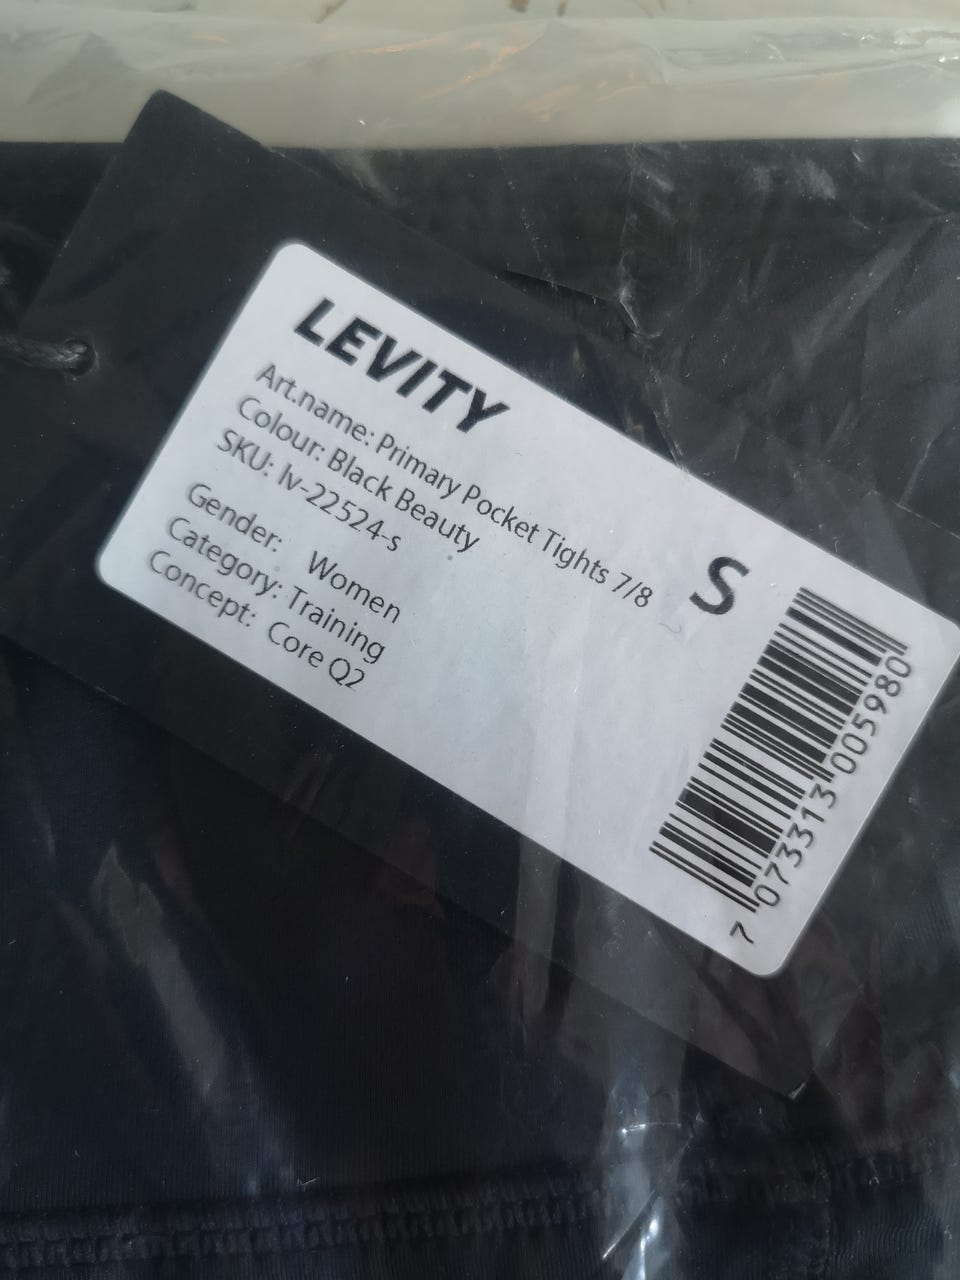 LEVITY
Art.name: Primary Pocket Tights 7/8
Colour: Black Beauty
SKU: lv-22524-s
S
Gender: Women
Category: Training
Concept: Core Q2
7 073313 005980